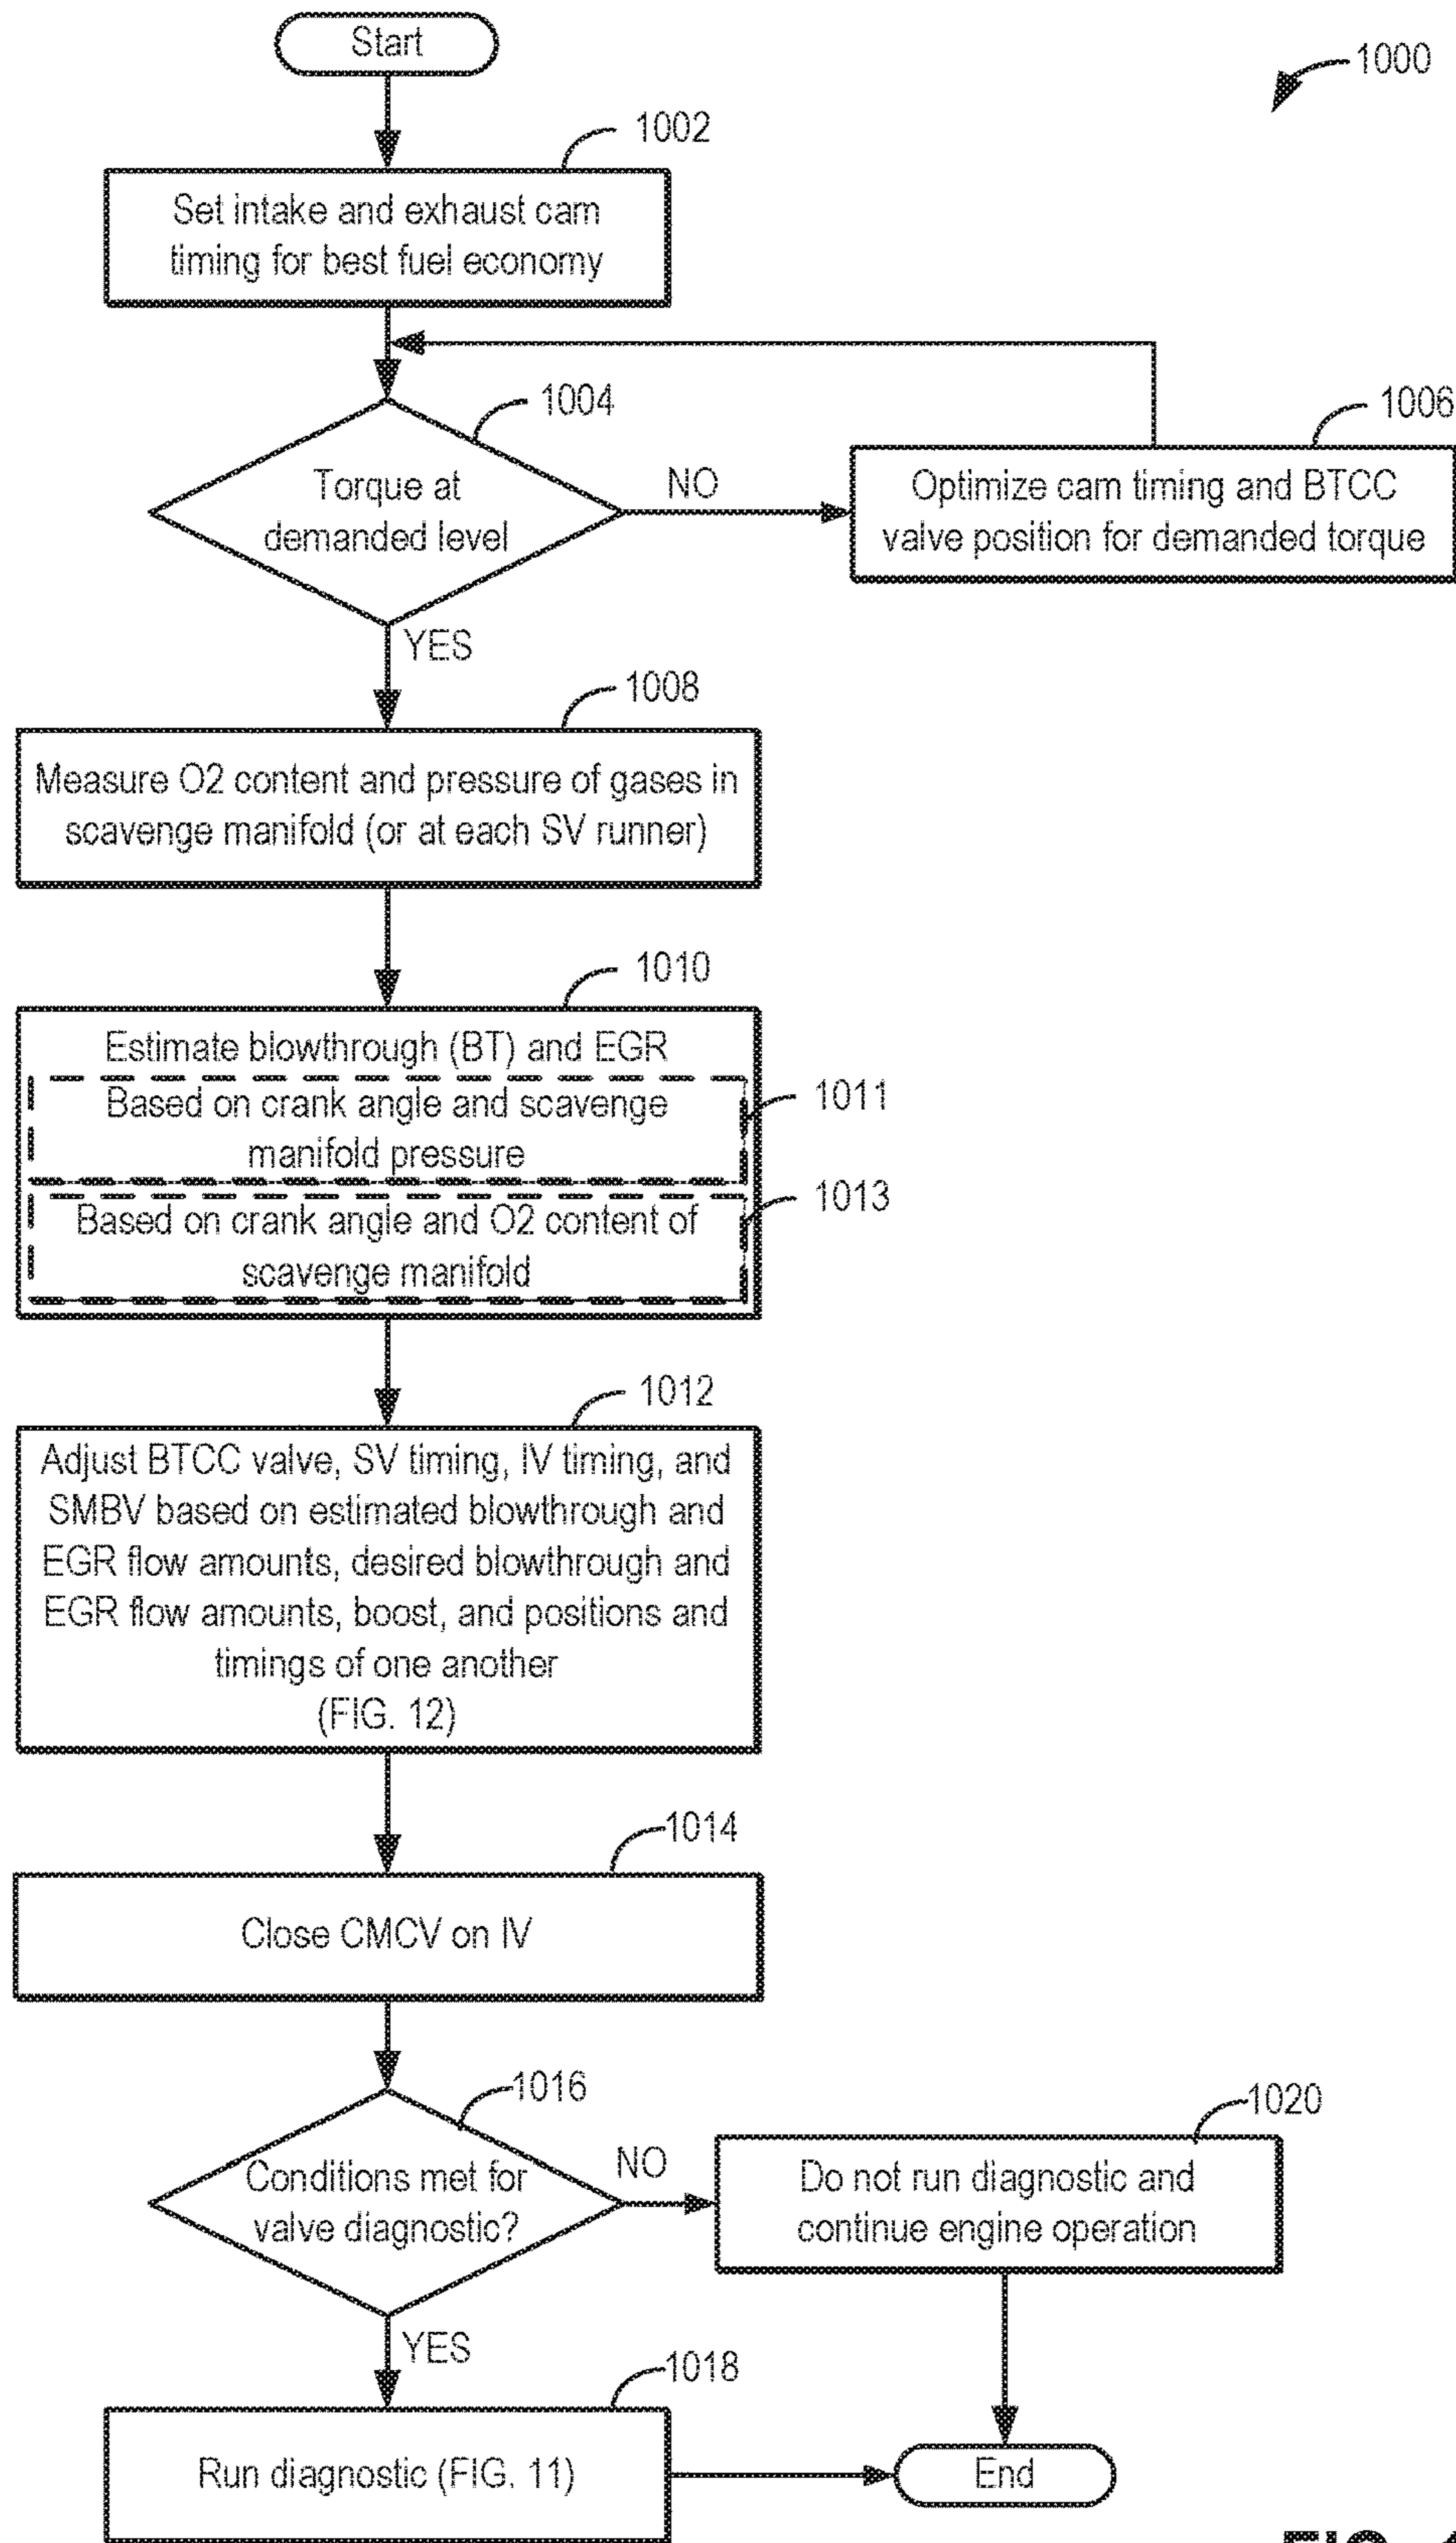 Start
1000
1002
Set intake and exhaust cam
timing for best fuel economy
1004
1006
Torque at
demanded level
NO
Optimize cam timing and BTCC
valve position for demanded torque
YES
1008
Measure O2 content and pressure of gases in
scavenge manifold (or at each SV runner)
1010
Estimate blowthrough (BT) and EGR
1011
Based on crank angle and scavenge
manifold pressure
1013
Based on crank angle and O2 content of
scavenge manifold
1012
Adjust BTCC valve, SV timing, IV timing, and
SMBV based on estimated blowthrough and
EGR flow amounts, desired blowthrough and
EGR flow amounts, boost, and positions and
timings of one another
(FIG. 12)
1014
Close CMCV on IV
1016
1020
Conditions met for
valve diagnostic?
NO
Do not run diagnostic and
continue engine operation
YES
1018
Run diagnostic (FIG. 11)
End